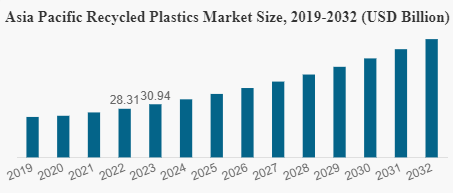 Asia Pacific Recycled Plastics Market Size, 2019-2032 (USD Billion)
28.31 30.94
2019 2020 2021 2022 2023 2024 2025 2026 2027 2028 2029 2030 2031 2032